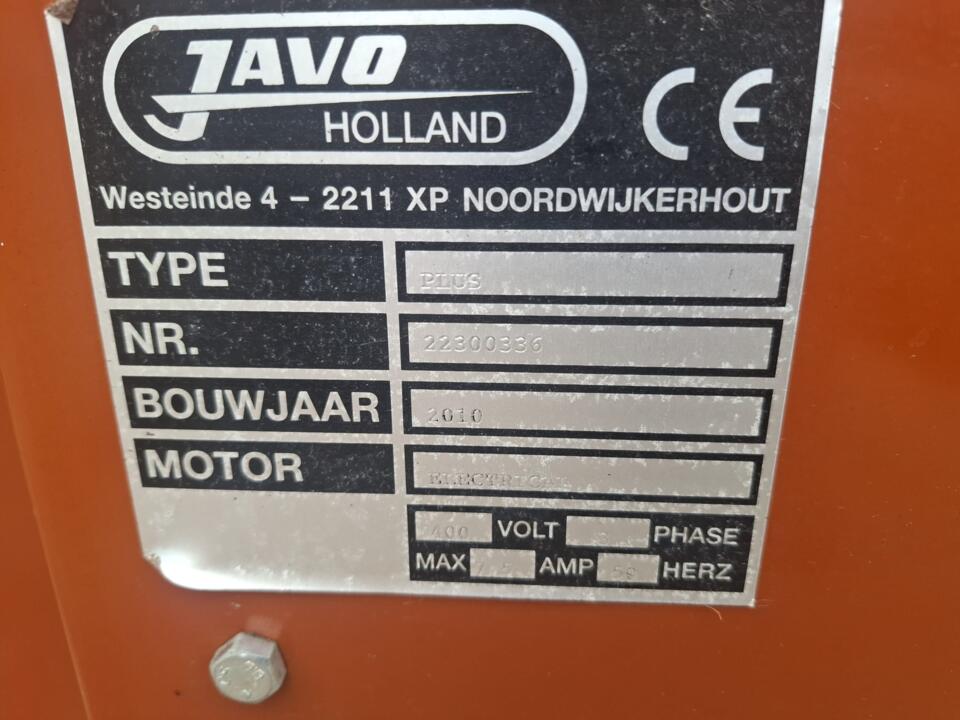 JAVO
HOLLAND
CE
Westeinde 4 - 2211 XP NOORDWIJKERHOUT
TYPE PLUS
NR. 22300336
BOUWJAAR 2010
MOTOR ELECTRICAL
400 VOLT 3 PHASE
MAX AMP 50 HERZ